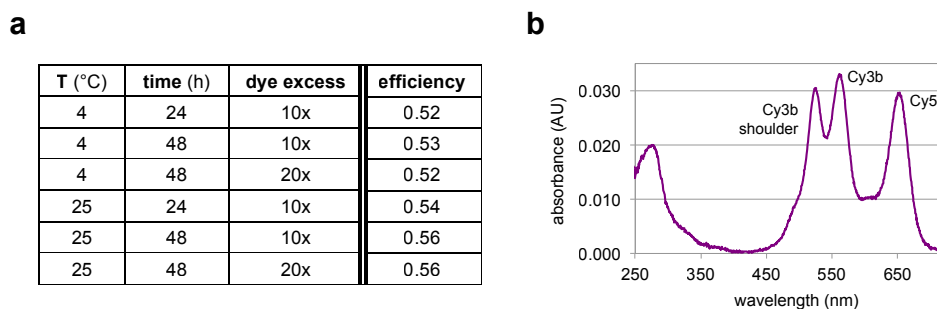 a
T (°C) time (h) dye excess efficiency
4 24 10x 0.52
4 48 10x 0.53
4 48 20x 0.52
25 24 10x 0.54
25 48 10x 0.56
25 48 20x 0.56
b
absorbance (AU)
0.030
0.020
0.010
0.000
Cy3b
shoulder
Cy3b
Cy5
250 350 450 550 650
wavelength (nm)